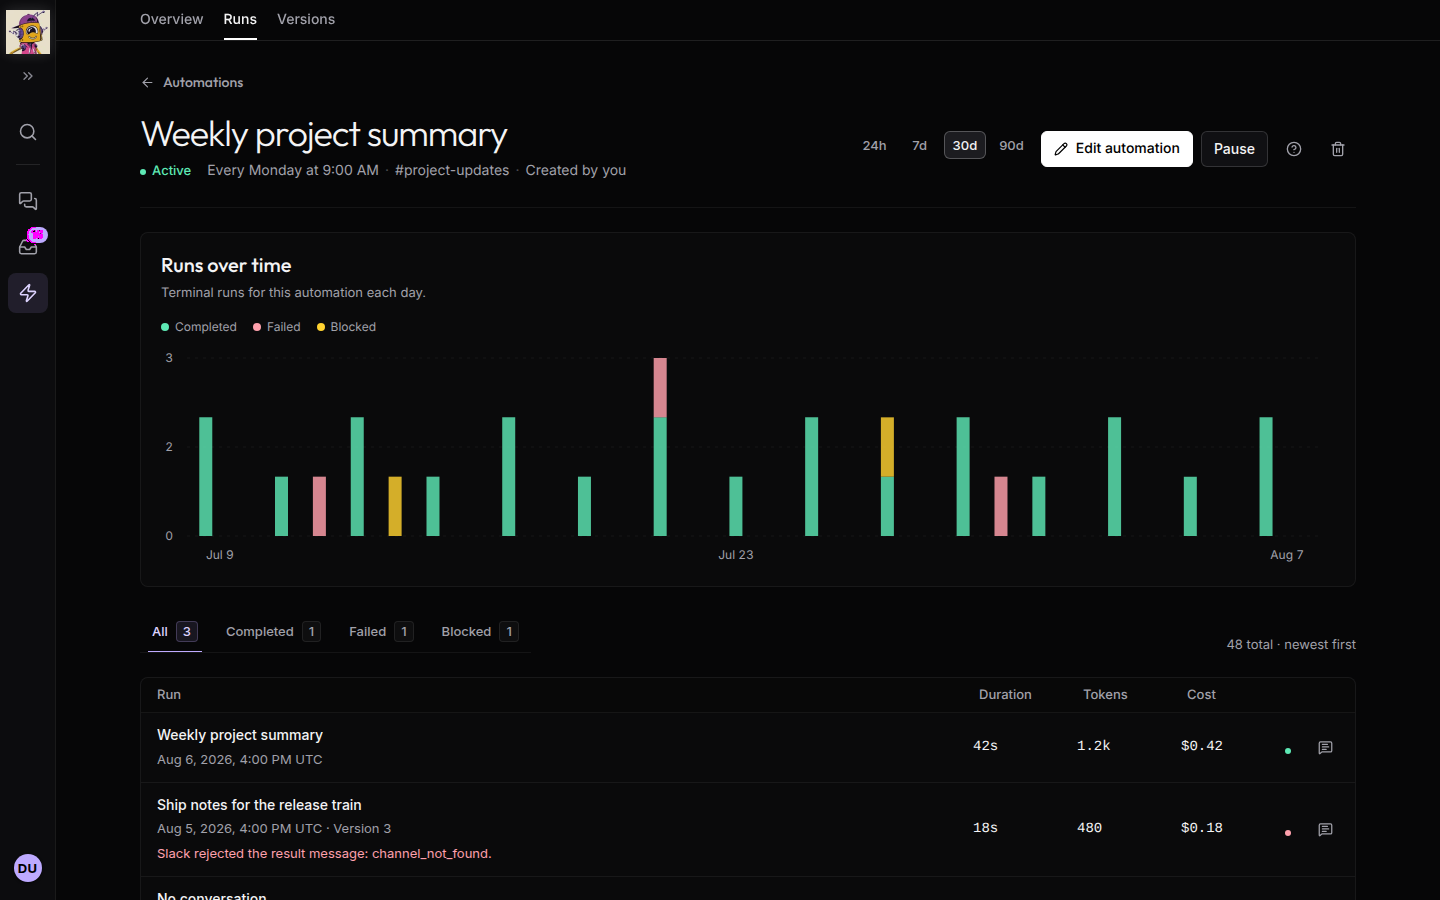 Overview Runs Versions
Automations
Weekly project summary
Active Every Monday at 9:00 AM · #project-updates · Created by you
24h 7d 30d 90d Edit automation Pause
Runs over time
Terminal runs for this automation each day.
Completed Failed Blocked
3
2
0
Jul 9 Jul 23 Aug 7
All 3 Completed 1 Failed 1 Blocked 1
48 total · newest first
Run Duration Tokens Cost
Weekly project summary
Aug 6, 2026, 4:00 PM UTC
42s 1.2k $0.42
Ship notes for the release train
Aug 5, 2026, 4:00 PM UTC · Version 3
Slack rejected the result message: channel_not_found.
18s 480 $0.18
No conversation
DU